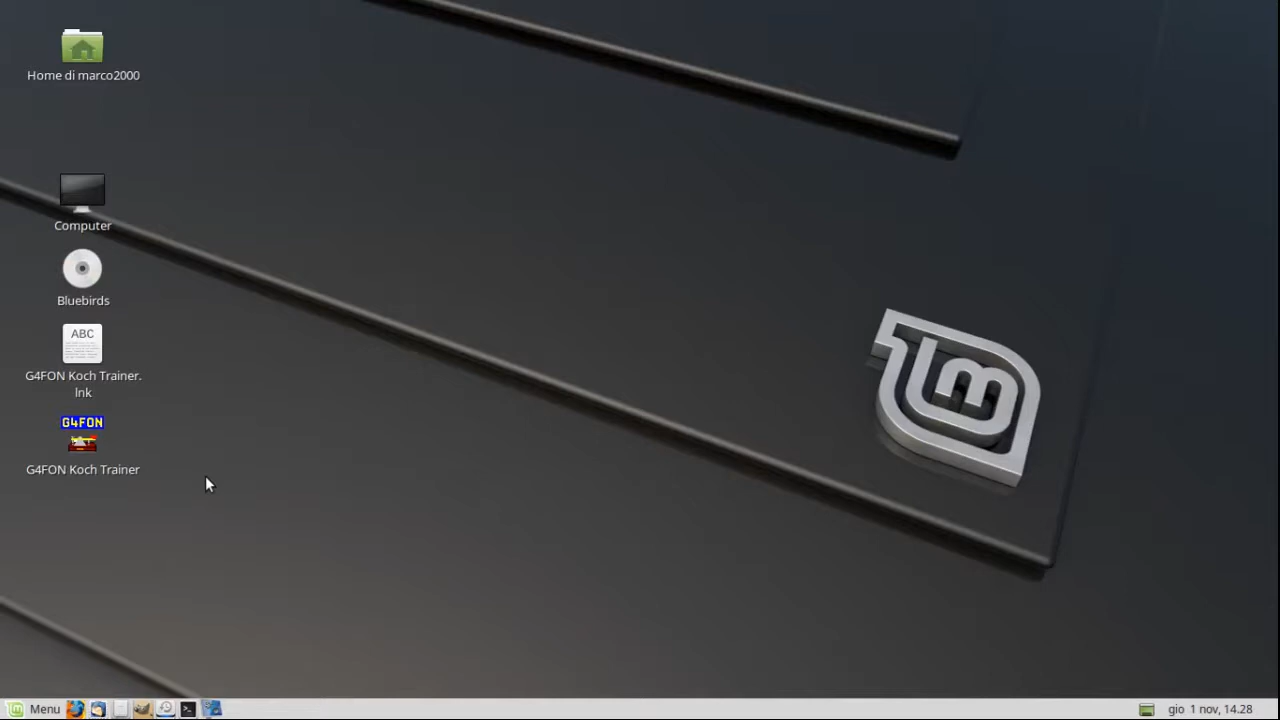 Home di marco2000
Computer
Bluebirds
ABC
G4FON Koch Trainer.
lnk
G4FON
G4FON Koch Trainer
Menu
gio 1 nov, 14.28